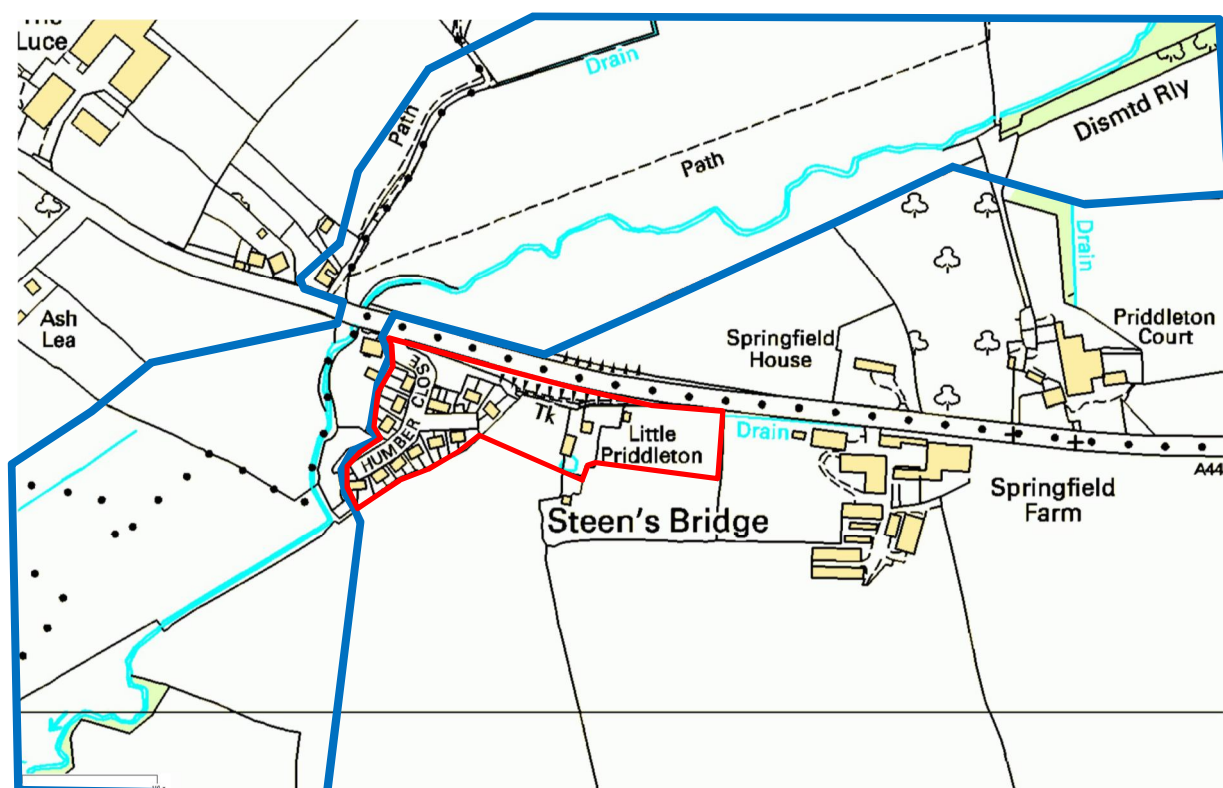 The
Luce
Drain
Path
Dismtd Rly
Path
Drain
Ash
Lea
Springfield
House
Priddleton
Court
HUMBER CLOSE
Tk
Little
Priddleton
Drain
A44
Springfield
Farm
Steen's Bridge